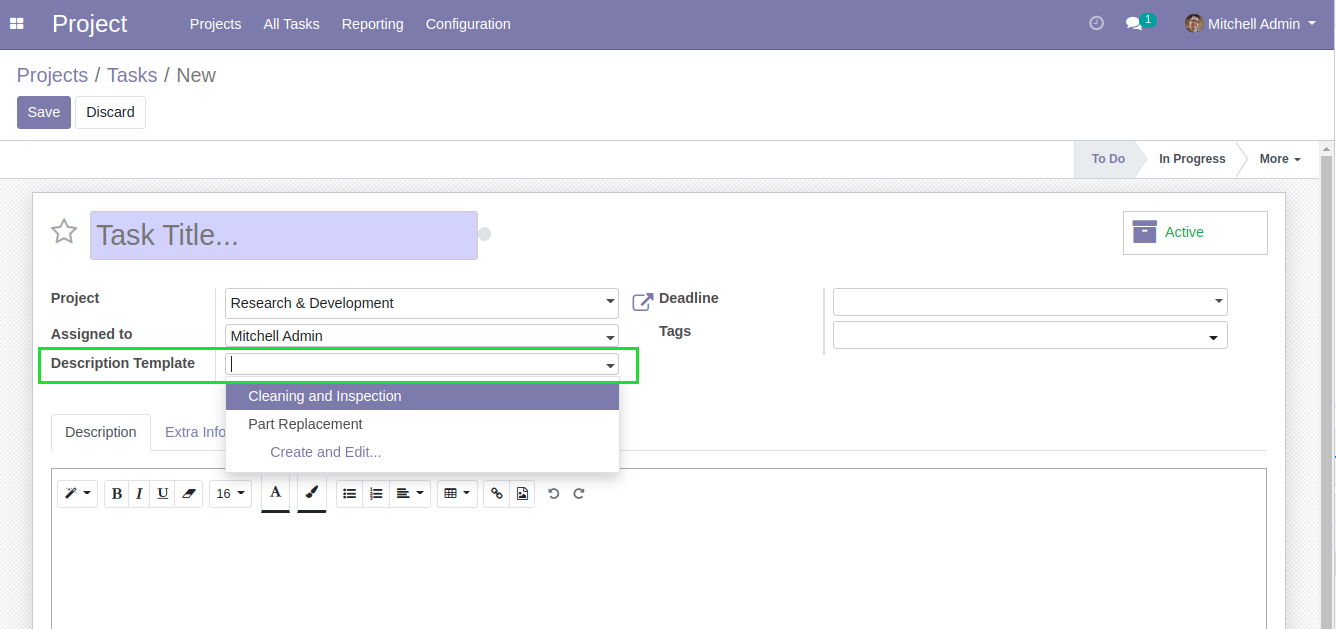 Project Projects All Tasks Reporting Configuration 1 Mitchell Admin
Projects / Tasks / New
Save Discard
To Do In Progress More
Task Title...
Active
Project Research & Development Deadline
Assigned to Mitchell Admin Tags
Description Template
Cleaning and Inspection
Part Replacement
Description Extra Info
Create and Edit...
B I U 16 A